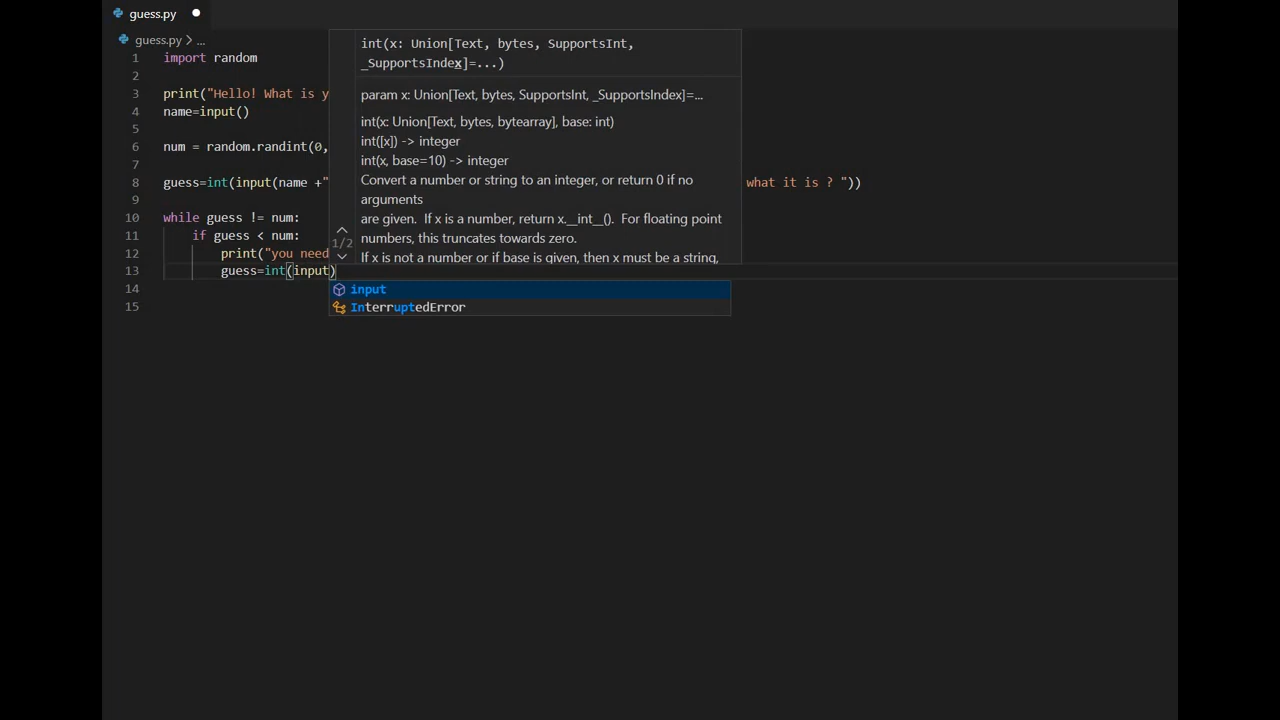 guess.py
guess.py > ...
1 import random
2
3 print("Hello! What is y
4 name=input()
5
6 num = random.randint(0,
7
8 guess=int(input(name +" what it is ? "))
9
10 while guess != num:
11 if guess < num:
12 print("you need
13 guess=int(input)
14
15
int(x: Union[Text, bytes, SupportsInt,
_SupportsIndex]=...)
param x: Union[Text, bytes, SupportsInt, _SupportsIndex]=...
int(x: Union[Text, bytes, bytearray], base: int)
int([x]) -> integer
int(x, base=10) -> integer
Convert a number or string to an integer, or return 0 if no
arguments
are given. If x is a number, return x.__int__(). For floating point
1/2
numbers, this truncates towards zero.
If x is not a number or if base is given, then x must be a string,
input
InterruptedError